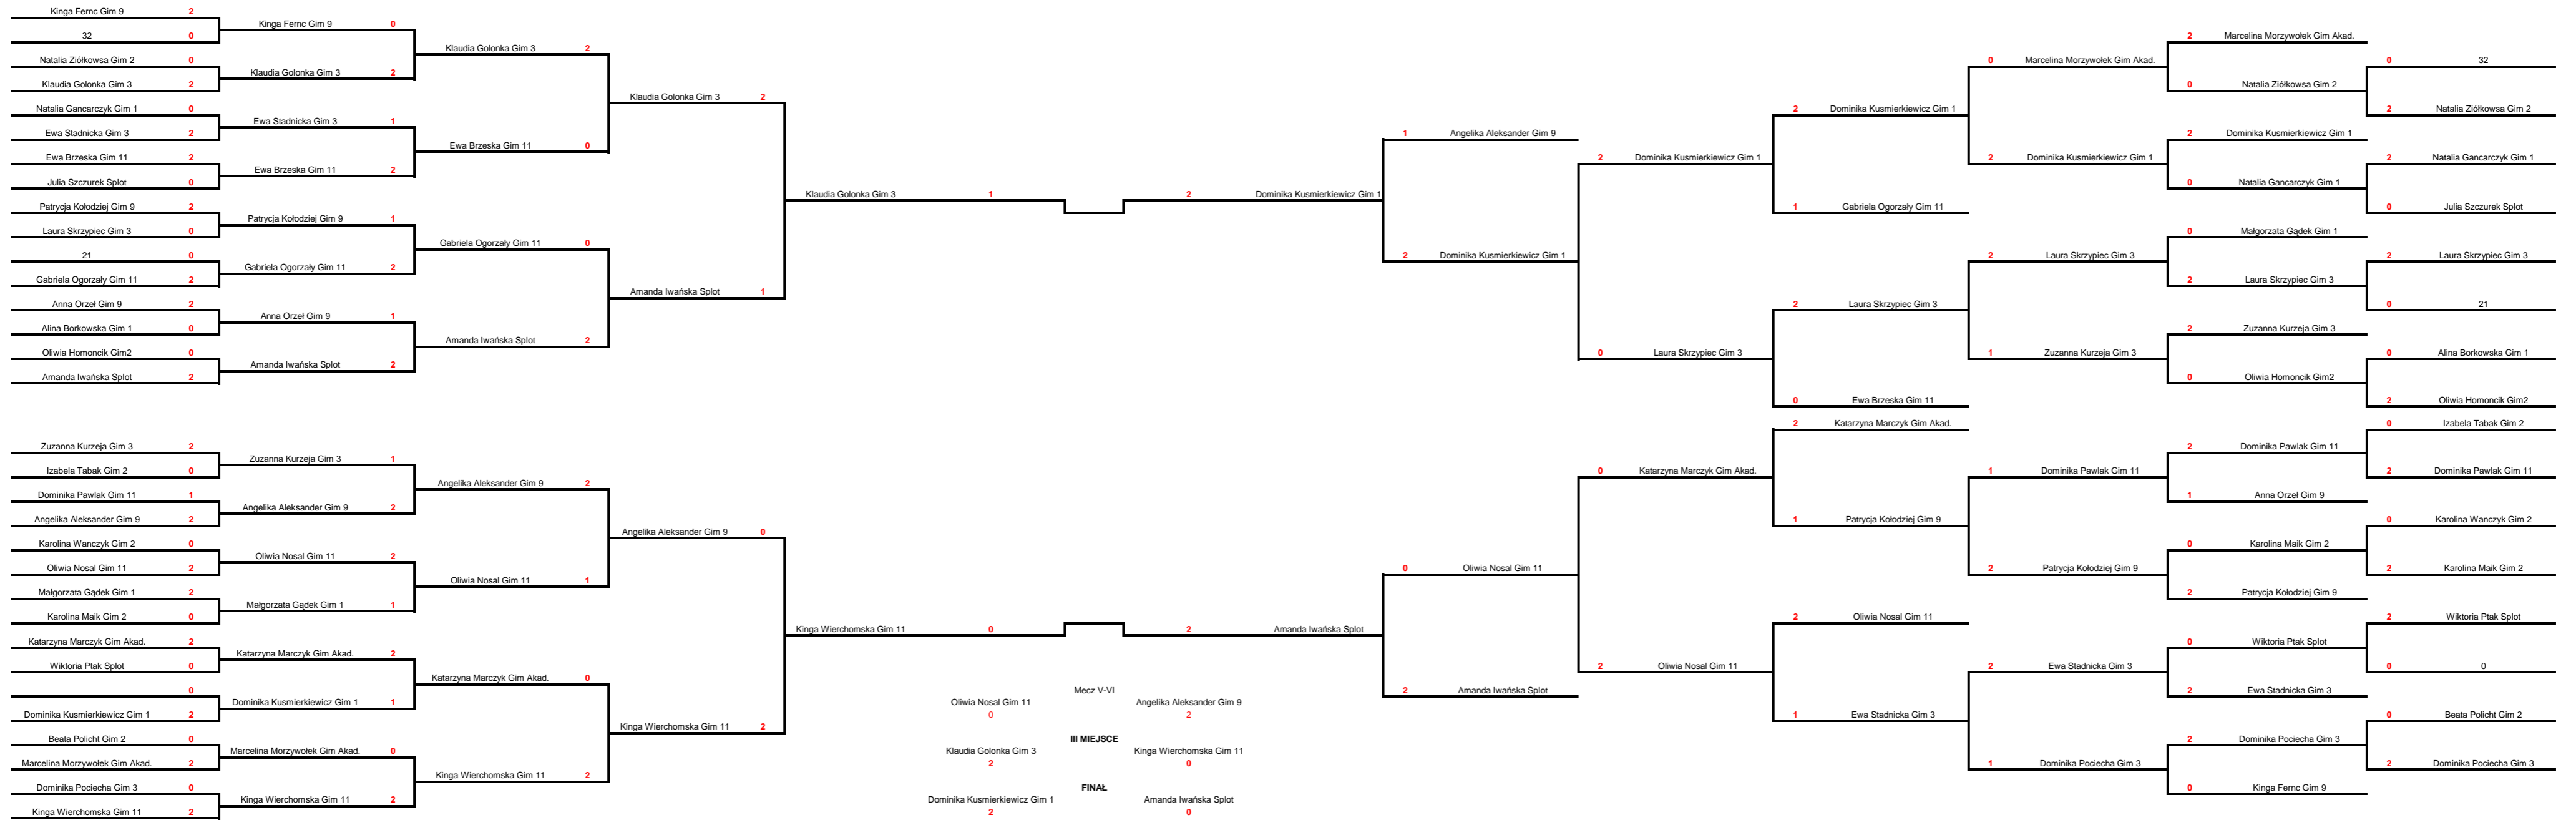 Kinga Fernc Gim 9 2
32 0
Natalia Ziółkowsa Gim 2 0
Klaudia Golonka Gim 3 2
Natalia Gancarczyk Gim 1 0
Ewa Stadnicka Gim 3 2
Ewa Brzeska Gim 11 2
Julia Szczurek Splot 0
Patrycja Kołodziej Gim 9 2
Laura Skrzypiec Gim 3 0
21 0
Gabriela Ogorzały Gim 11 2
Anna Orzeł Gim 9 2
Alina Borkowska Gim 1 0
Oliwia Homoncik Gim2 0
Amanda Iwańska Splot 2
Zuzanna Kurzeja Gim 3 2
Izabela Tabak Gim 2 0
Dominika Pawlak Gim 11 1
Angelika Aleksander Gim 9 2
Karolina Wanczyk Gim 2 0
Oliwia Nosal Gim 11 2
Małgorzata Gądek Gim 1 2
Karolina Maik Gim 2 0
Katarzyna Marczyk Gim Akad. 2
Wiktoria Ptak Splot 0
0
Dominika Kusmierkiewicz Gim 1 2
Beata Policht Gim 2 0
Marcelina Morzywołek Gim Akad. 2
Dominika Pociecha Gim 3 0
Kinga Wierchomska Gim 11 2
Kinga Fernc Gim 9 0
Klaudia Golonka Gim 3 2
Ewa Stadnicka Gim 3 1
Ewa Brzeska Gim 11 2
Patrycja Kołodziej Gim 9 1
Gabriela Ogorzały Gim 11 2
Anna Orzeł Gim 9 1
Amanda Iwańska Splot 2
Zuzanna Kurzeja Gim 3 1
Angelika Aleksander Gim 9 2
Oliwia Nosal Gim 11 2
Małgorzata Gądek Gim 1 1
Katarzyna Marczyk Gim Akad. 2
Dominika Kusmierkiewicz Gim 1 1
Marcelina Morzywołek Gim Akad. 0
Kinga Wierchomska Gim 11 2
Klaudia Golonka Gim 3 2
Ewa Brzeska Gim 11 0
Gabriela Ogorzały Gim 11 0
Amanda Iwańska Splot 2
Angelika Aleksander Gim 9 2
Oliwia Nosal Gim 11 1
Katarzyna Marczyk Gim Akad. 0
Kinga Wierchomska Gim 11 2
Klaudia Golonka Gim 3 2
Amanda Iwańska Splot 1
Angelika Aleksander Gim 9 0
Kinga Wierchomska Gim 11 2
Klaudia Golonka Gim 3 1
Kinga Wierchomska Gim 11 0
2 Dominika Kusmierkiewicz Gim 1
2 Amanda Iwańska Splot
Mecz V-VI
Oliwia Nosal Gim 11 Angelika Aleksander Gim 9
0 2
III MIEJSCE
Klaudia Golonka Gim 3 Kinga Wierchomska Gim 11
2 0
FINAŁ
Dominika Kusmierkiewicz Gim 1 Amanda Iwańska Splot
2 0
1 Angelika Aleksander Gim 9
2 Dominika Kusmierkiewicz Gim 1
0 Oliwia Nosal Gim 11
2 Amanda Iwańska Splot
2 Dominika Kusmierkiewicz Gim 1
0 Laura Skrzypiec Gim 3
0 Katarzyna Marczyk Gim Akad.
2 Oliwia Nosal Gim 11
2 Dominika Kusmierkiewicz Gim 1
1 Gabriela Ogorzały Gim 11
2 Laura Skrzypiec Gim 3
0 Ewa Brzeska Gim 11
2 Katarzyna Marczyk Gim Akad.
1 Patrycja Kołodziej Gim 9
2 Oliwia Nosal Gim 11
1 Ewa Stadnicka Gim 3
0 Marcelina Morzywołek Gim Akad.
2 Dominika Kusmierkiewicz Gim 1
2 Laura Skrzypiec Gim 3
1 Zuzanna Kurzeja Gim 3
1 Dominika Pawlak Gim 11
2 Patrycja Kołodziej Gim 9
2 Ewa Stadnicka Gim 3
1 Dominika Pociecha Gim 3
2 Marcelina Morzywołek Gim Akad.
0 Natalia Ziółkowsa Gim 2
2 Dominika Kusmierkiewicz Gim 1
0 Natalia Gancarczyk Gim 1
0 Małgorzata Gądek Gim 1
2 Laura Skrzypiec Gim 3
2 Zuzanna Kurzeja Gim 3
0 Oliwia Homoncik Gim2
2 Dominika Pawlak Gim 11
1 Anna Orzeł Gim 9
0 Karolina Maik Gim 2
2 Patrycja Kołodziej Gim 9
0 Wiktoria Ptak Splot
2 Ewa Stadnicka Gim 3
2 Dominika Pociecha Gim 3
0 Kinga Fernc Gim 9
0 32
2 Natalia Ziółkowsa Gim 2
2 Natalia Gancarczyk Gim 1
0 Julia Szczurek Splot
2 Laura Skrzypiec Gim 3
0 21
0 Alina Borkowska Gim 1
2 Oliwia Homoncik Gim2
0 Izabela Tabak Gim 2
2 Dominika Pawlak Gim 11
0 Karolina Wanczyk Gim 2
2 Karolina Maik Gim 2
2 Wiktoria Ptak Splot
0 0
0 Beata Policht Gim 2
2 Dominika Pociecha Gim 3